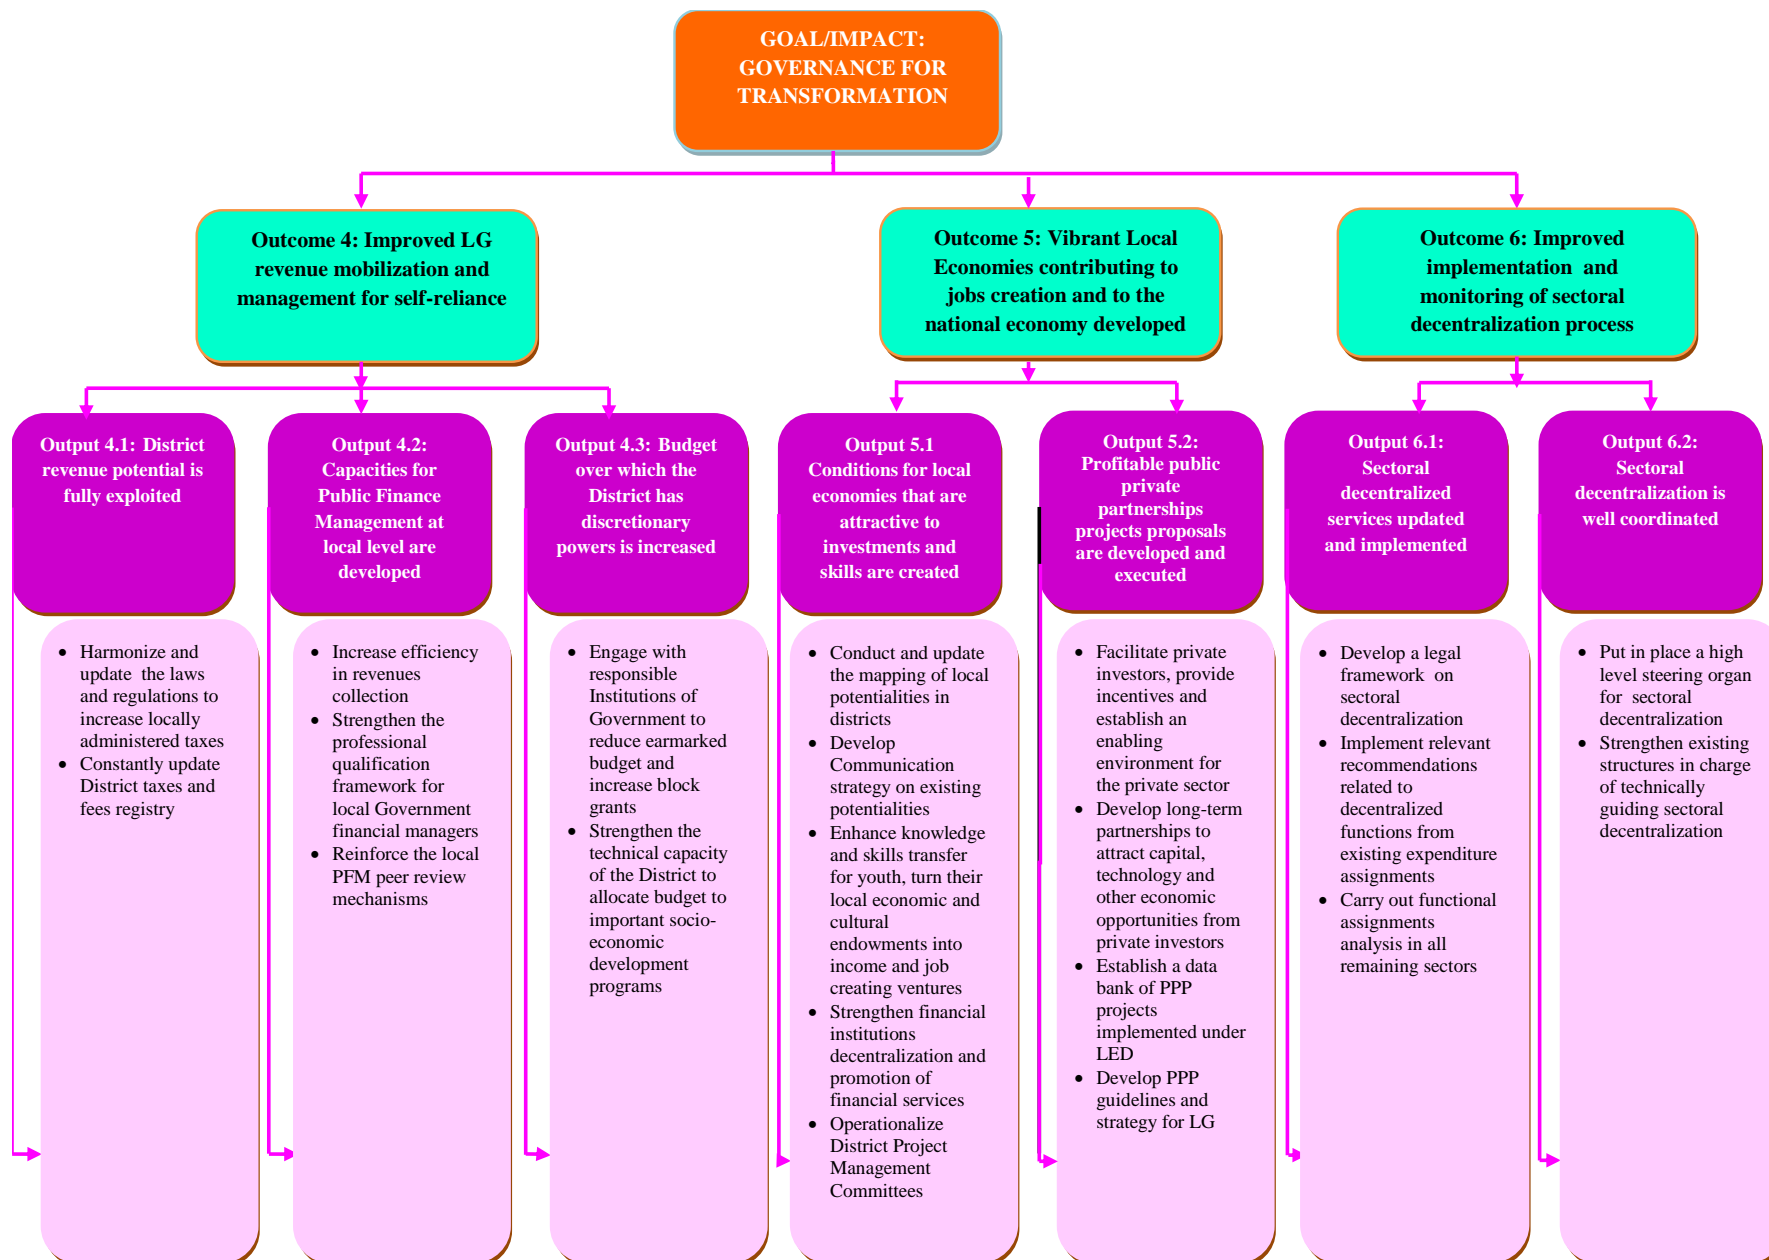 GOAL/IMPACT:
GOVERNANCE FOR
TRANSFORMATION
Outcome 4: Improved LG
revenue mobilization and
management for self-reliance
Outcome 5: Vibrant Local
Economies contributing to
jobs creation and to the
national economy developed
Outcome 6: Improved
implementation and
monitoring of sectoral
decentralization process
Output 4.1: District
revenue potential is
fully exploited
Output 4.2:
Capacities for
Public Finance
Management at
local level are
developed
Output 4.3: Budget
over which the
District has
discretionary
powers is increased
Output 5.1
Conditions for local
economies that are
attractive to
investments and
skills are created
Output 5.2:
Profitable public
private
partnerships
projects proposals
are developed and
executed
Output 6.1:
Sectoral
decentralized
services updated
and implemented
Output 6.2:
Sectoral
decentralization is
well coordinated
• Harmonize and
update the laws
and regulations to
increase locally
administered taxes
• Constantly update
District taxes and
fees registry
• Increase efficiency
in revenues
collection
• Strengthen the
professional
qualification
framework for
local Government
financial managers
• Reinforce the local
PFM peer review
mechanisms
• Engage with
responsible
Institutions of
Government to
reduce earmarked
budget and
increase block
grants
• Strengthen the
technical capacity
of the District to
allocate budget to
important socio-
economic
development
programs
• Conduct and update
the mapping of local
potentialities in
districts
• Develop
Communication
strategy on existing
potentialities
• Enhance knowledge
and skills transfer
for youth, turn their
local economic and
cultural
endowments into
income and job
creating ventures
• Strengthen financial
institutions
decentralization and
promotion of
financial services
• Operationalize
District Project
Management
Committees
• Facilitate private
investors, provide
incentives and
establish an
enabling
environment for
the private sector
• Develop long-term
partnerships to
attract capital,
technology and
other economic
opportunities from
private investors
• Establish a data
bank of PPP
projects
implemented under
LED
• Develop PPP
guidelines and
strategy for LG
• Develop a legal
framework on
sectoral
decentralization
• Implement relevant
recommendations
related to
decentralized
functions from
existing expenditure
assignments
• Carry out functional
assignments
analysis in all
remaining sectors
• Put in place a high
level steering organ
for sectoral
decentralization
• Strengthen existing
structures in charge
of technically
guiding sectoral
decentralization